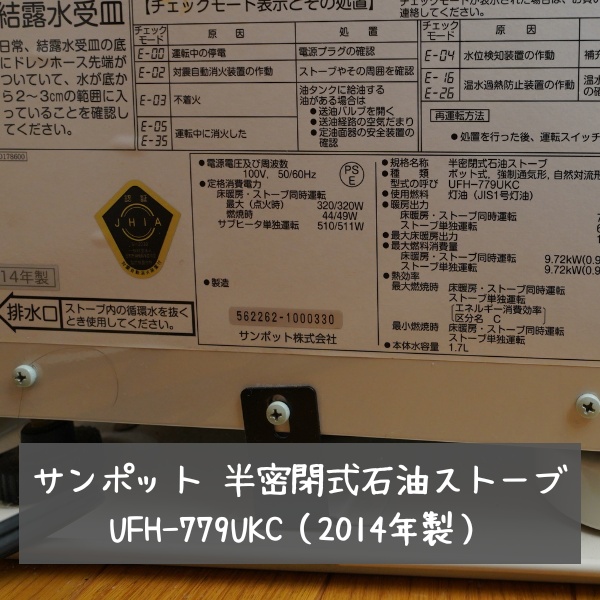 結露水受皿
日常、結露水受皿の底
にドレンホース先端が
ついていて、水が底か
ら2~3cmの範囲に入
っていることを確認し
てください。
0178600
【チェックモード表示とその処置】
連絡してください。
チェックモード 原因 処置
E-00 運転中の停電 電源プラグの確認
E-02 対震自動消火装置の作動 ストーブやその周囲を確認
E-03 不着火
油タンクに給油する
油がある場合は
●送油バルブを開く
●送油経路の空気だまり
●定油面器の安全装置の
確認
E-05
E-35 運転中に消火した
チェックモード 原因
E-04 水位検知装置の作動 補充
E-16
E-26 温水過熱防止装置の作動
再運転方法
●処置を行った後、運転スイッチ
JHIA
14年製
排水口
ストーブ内の循環水を抜く
とき使用してください。
●電源電圧及び周波数
100V、50/60Hz
PS
E
●定格消費電力
床暖房・ストーブ同時運転
最大(点火時) 320/320W
燃焼時 44/49W
サブヒータ単独運転 510/511W
●製造
562262-1000330
サンポット株式会社
●規格名称 半密閉式石油ストーブ
●種類 ポット式,強制通気形,自然対流形
●型式の呼び UFH-779UKC
●使用燃料 灯油(JIS1号灯油)
●暖房出力
床暖房・ストーブ同時運転
ストーブ単独運転
●最大床暖房出力
●最大燃料消費量
床暖房・ストーブ同時運転 9.72kW(0.9
ストーブ単独運転 9.72kW(0.9
●熱効率
最大燃焼時 床暖房・ストーブ同時運転
ストーブ単独運転
エネルギー消費効率
区分名 C
最小燃焼時 床暖房・ストーブ同時運転
ストーブ単独運転
●本体水容量 1.7L
サンポット 半密閉式石油ストーブ
UFH-779UKC(2014年製)